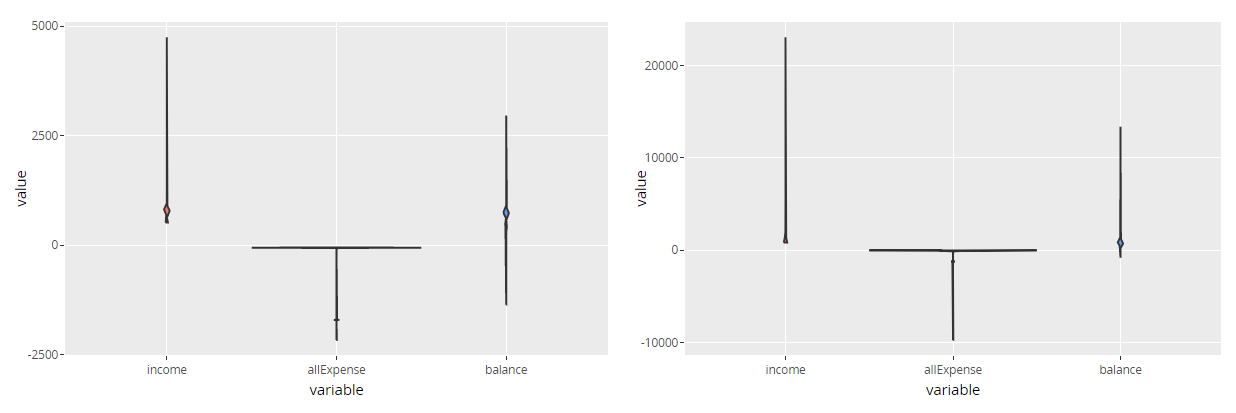 5000
2500
0
-2500
value
income
allExpense
balance
variable
20000
10000
0
-10000
value
income
allExpense
balance
variable